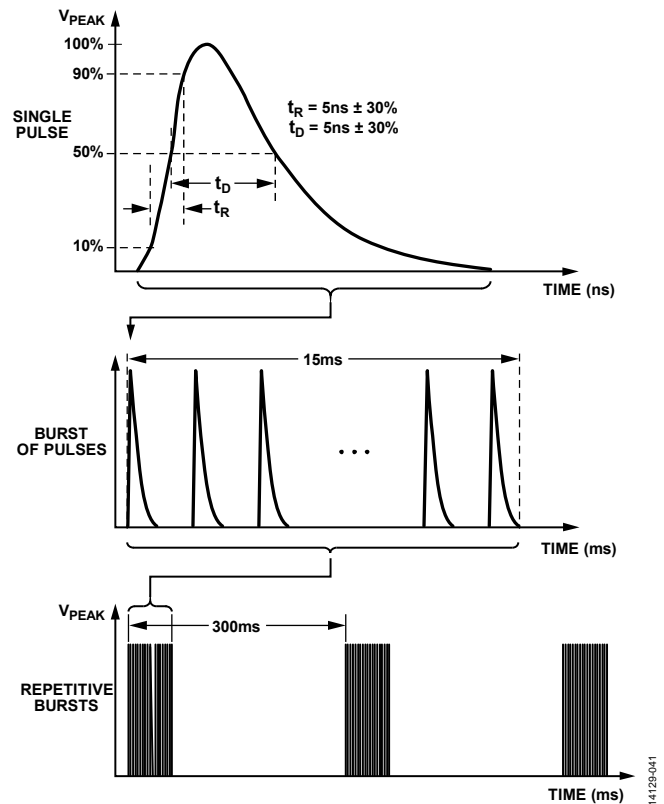 VPEAK
100%
90%
SINGLE
PULSE
tR = 5ns ± 30%
tD = 5ns ± 30%
50%
tD
tR
10%
TIME (ns)
15ms
BURST
OF PULSES
...
TIME (ms)
VPEAK
300ms
REPETITIVE
BURSTS
TIME (ms)
14129-041